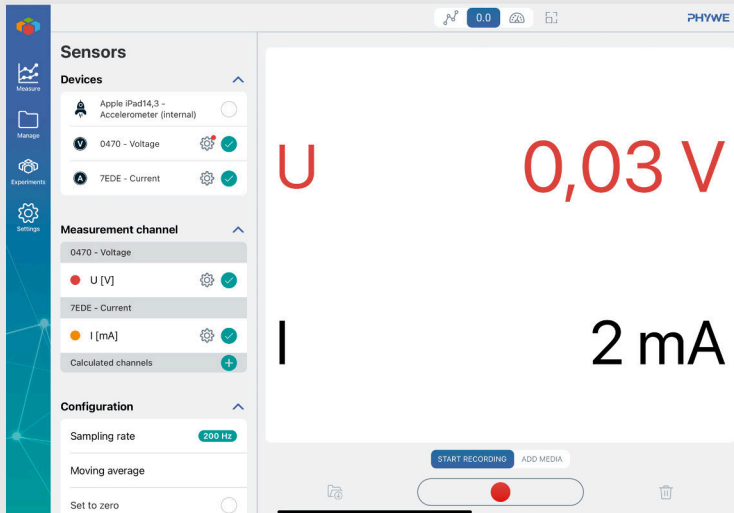 0.0
PHYWE
Measure
Manage
Experiments
Settings
Sensors
Devices
Apple iPad14,3 -
Accelerometer (internal)
V
0470 - Voltage
A
7EDE - Current
Measurement channel
0470 - Voltage
U [V]
7EDE - Current
I [mA]
Calculated channels
Configuration
Sampling rate 200 Hz
Moving average
Set to zero
U 0,03 V
I 2 mA
START RECORDING ADD MEDIA